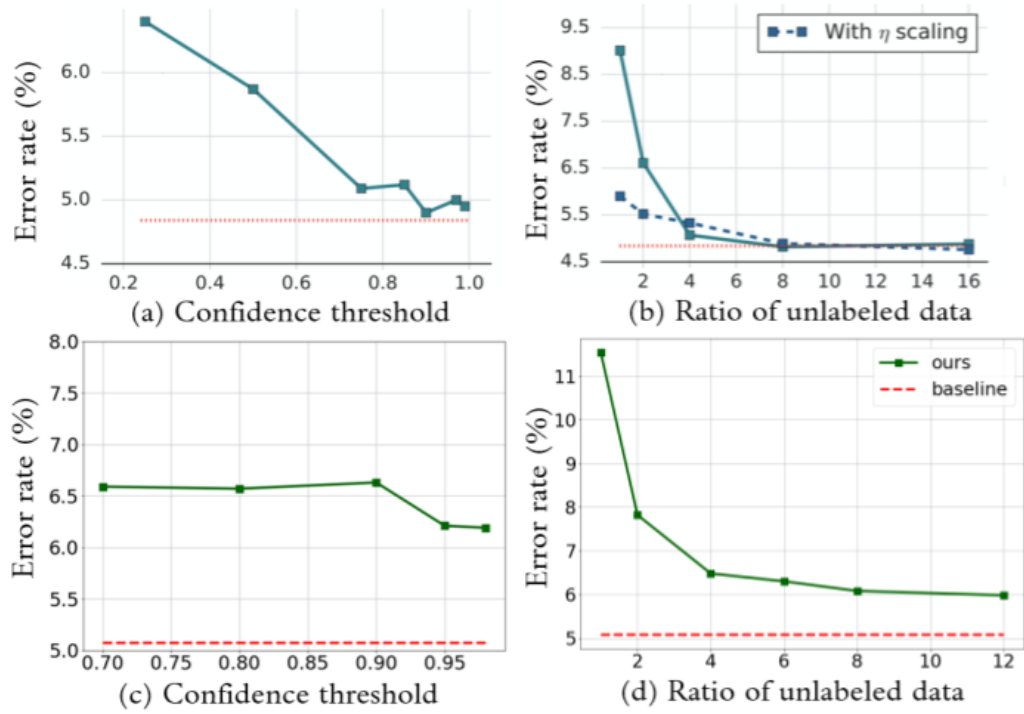 Error rate (%)
6.0
5.5
5.0
4.5
0.2 0.4 0.6 0.8 1.0
(a) Confidence threshold
Error rate (%)
9.5
8.5
7.5
6.5
5.5
4.5
With η scaling
2 4 6 8 10 12 14 16
(b) Ratio of unlabeled data
Error rate (%)
8.0
7.5
7.0
6.5
6.0
5.5
5.0
0.70 0.75 0.80 0.85 0.90 0.95
(c) Confidence threshold
Error rate (%)
11
10
9
8
7
6
5
ours
baseline
2 4 6 8 10 12
(d) Ratio of unlabeled data